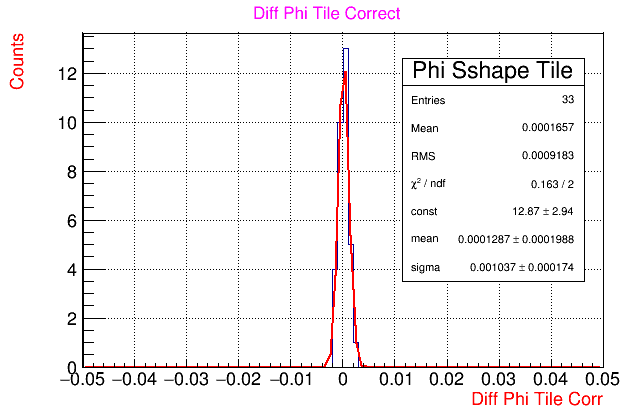 Diff Phi Tile Correct
Counts
Phi Sshape Tile
Entries 33
Mean 0.0001657
RMS 0.0009183
χ² / ndf 0.163 / 2
const 12.87 ± 2.94
mean 0.0001287 ± 0.0001988
sigma 0.001037 ± 0.000174
12
10
8
6
4
2
0
−0.05 −0.04 −0.03 −0.02 −0.01 0 0.01 0.02 0.03 0.04 0.05
Diff Phi Tile Corr